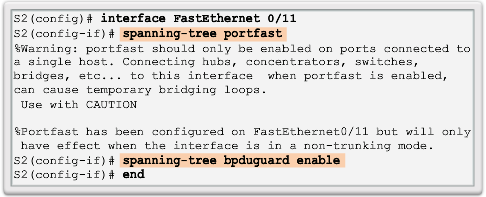 S2(config)# interface FastEthernet 0/11
S2(config-if)# spanning-tree portfast
%Warning: portfast should only be enabled on ports connected to
a single host. Connecting hubs, concentrators, switches,
bridges, etc... to this interface when portfast is enabled,
can cause temporary bridging loops.
Use with CAUTION
%Portfast has been configured on FastEthernet0/11 but will only
have effect when the interface is in a non-trunking mode.
S2(config-if)# spanning-tree bpduguard enable
S2(config-if)# end